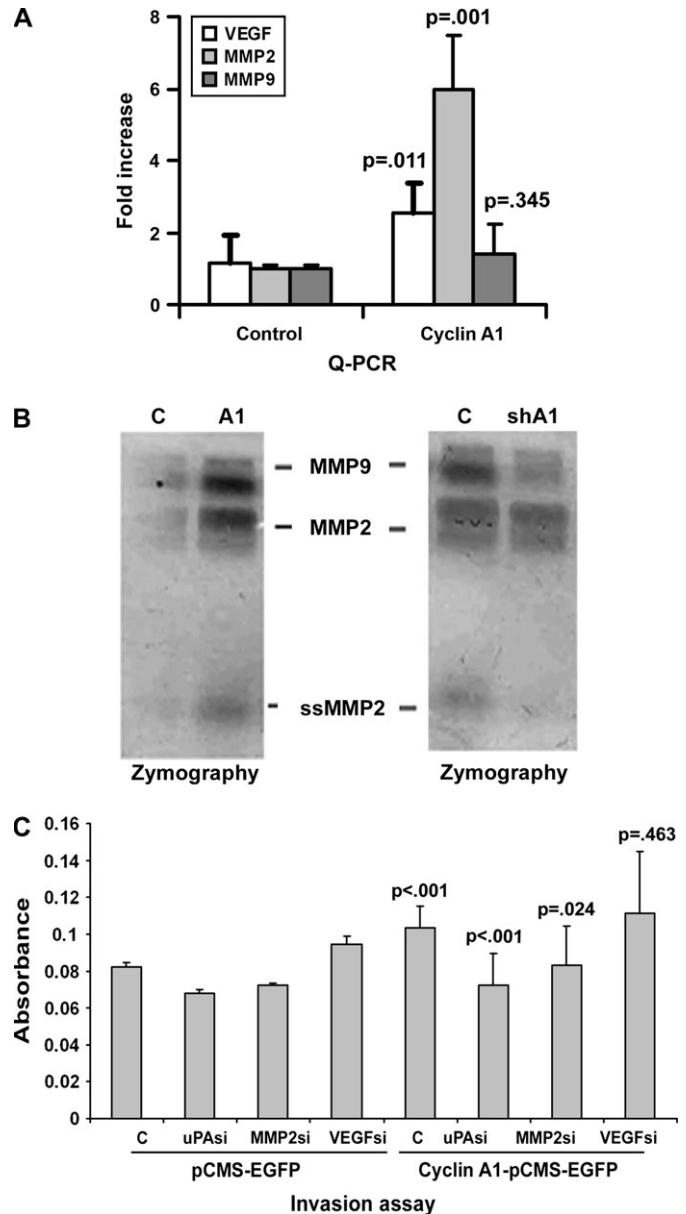 A
8
6
4
2
0
Fold increase
VEGF
MMP2
MMP9
p=.011
p=.001
p=.345
Control
Cyclin A1
Q-PCR
B
C A1
C shA1
MMP9
MMP2
ssMMP2
Zymography
Zymography
C
0.16
0.14
0.12
0.1
0.08
0.06
0.04
0.02
0
Absorbance
p<.001
p<.001
p=.024
p=.463
C uPAsi MMP2si VEGFsi C uPAsi MMP2si VEGFsi
pCMS-EGFP
Cyclin A1-pCMS-EGFP
Invasion assay